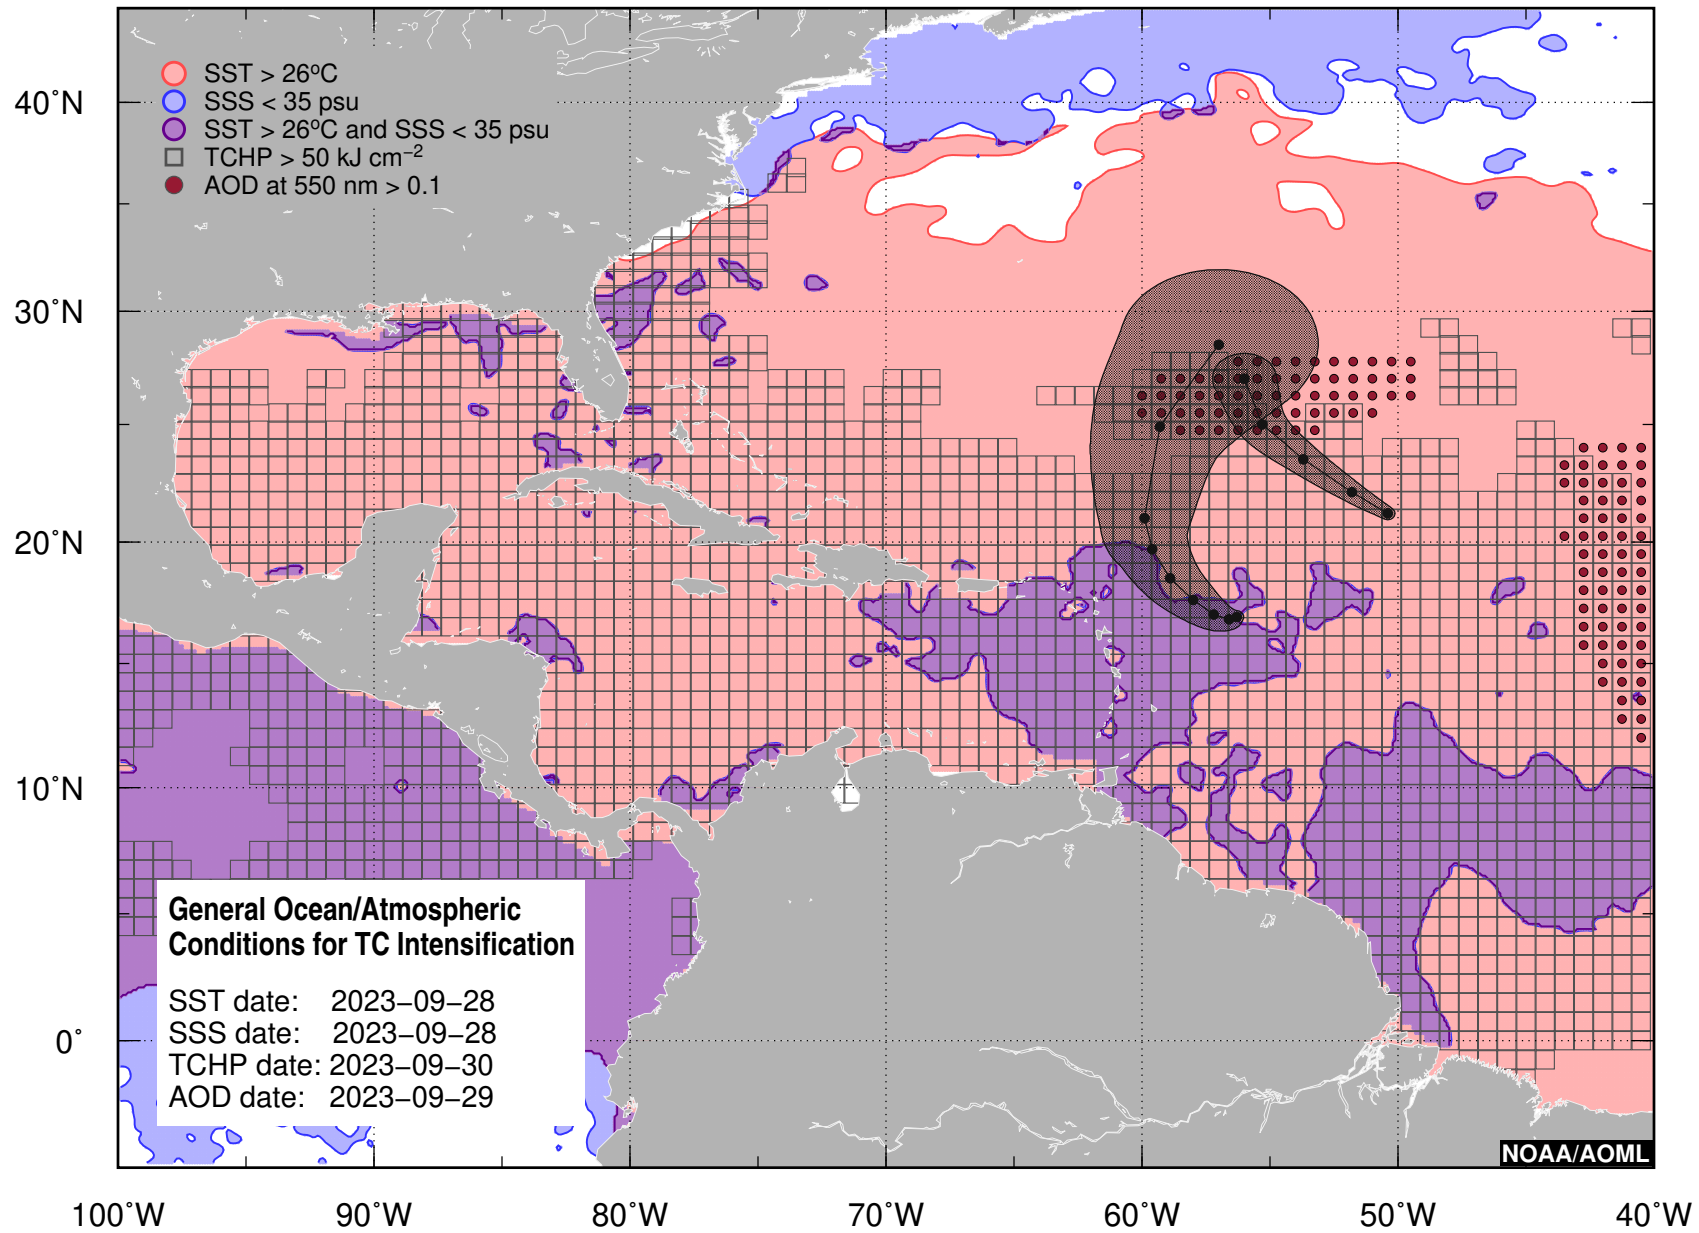 SST > 26°C
SSS < 35 psu
SST > 26°C and SSS < 35 psu
TCHP > 50 kJ cm⁻²
AOD at 550 nm > 0.1
40°N
30°N
20°N
10°N
0°
General Ocean/Atmospheric
Conditions for TC Intensification
SST date: 2023−09−28
SSS date: 2023−09−28
TCHP date: 2023−09−30
AOD date: 2023−09−29
NOAA/AOML
100°W 90°W 80°W 70°W 60°W 50°W 40°W